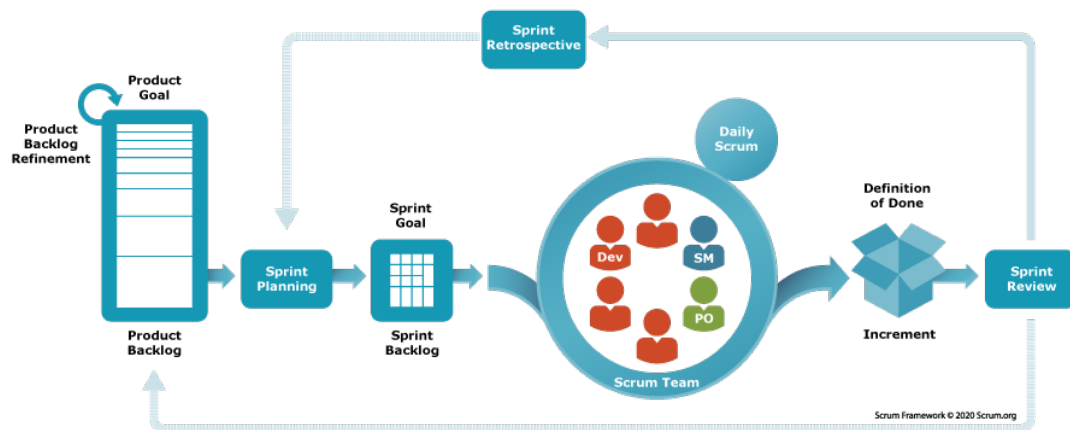 Sprint
Retrospective
Product
Goal
Product
Backlog
Refinement
Daily
Scrum
Definition
of Done
Sprint
Goal
Dev
SM
Sprint
Planning
Sprint
Review
PO
Product
Backlog
Sprint
Backlog
Increment
Scrum Team
Scrum Framework © 2020 Scrum.org